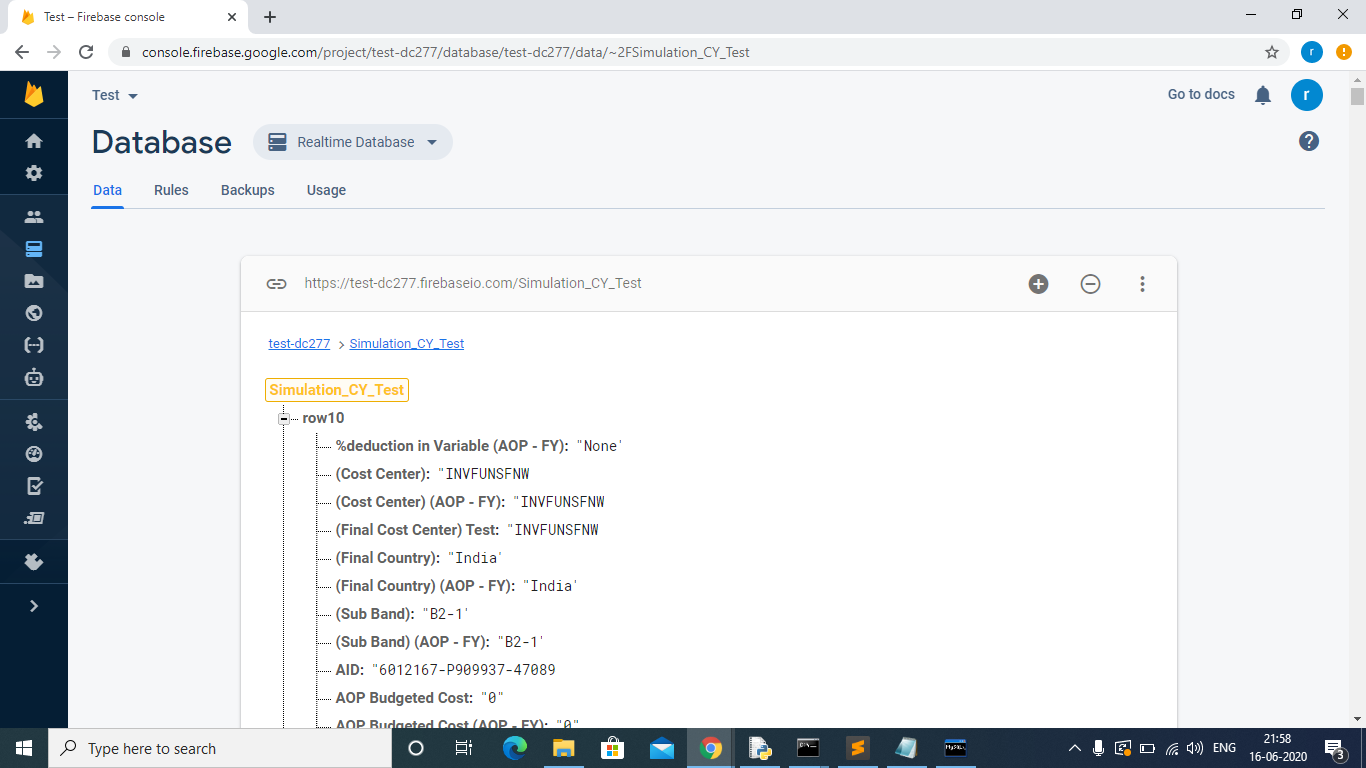 Test – Firebase console
console.firebase.google.com/project/test-dc277/database/test-dc277/data/~2FSimulation_CY_Test
r
Test
Go to docs
r
Database
Realtime Database
Data Rules Backups Usage
https://test-dc277.firebaseio.com/Simulation_CY_Test
test-dc277 > Simulation_CY_Test
Simulation_CY_Test
row10
%deduction in Variable (AOP - FY): "None'
(Cost Center): "INVFUNSFNW
(Cost Center) (AOP - FY): "INVFUNSFNW
(Final Cost Center) Test: "INVFUNSFNW
(Final Country): "India'
(Final Country) (AOP - FY): "India'
(Sub Band): "B2-1'
(Sub Band) (AOP - FY): "B2-1'
AID: "6012167-P909937-47089
AOP Budgeted Cost: "0"
AOP Budgeted Cost (AOP - FY): "0"
Type here to search
MySQL
ENG
21:58
16-06-2020
3